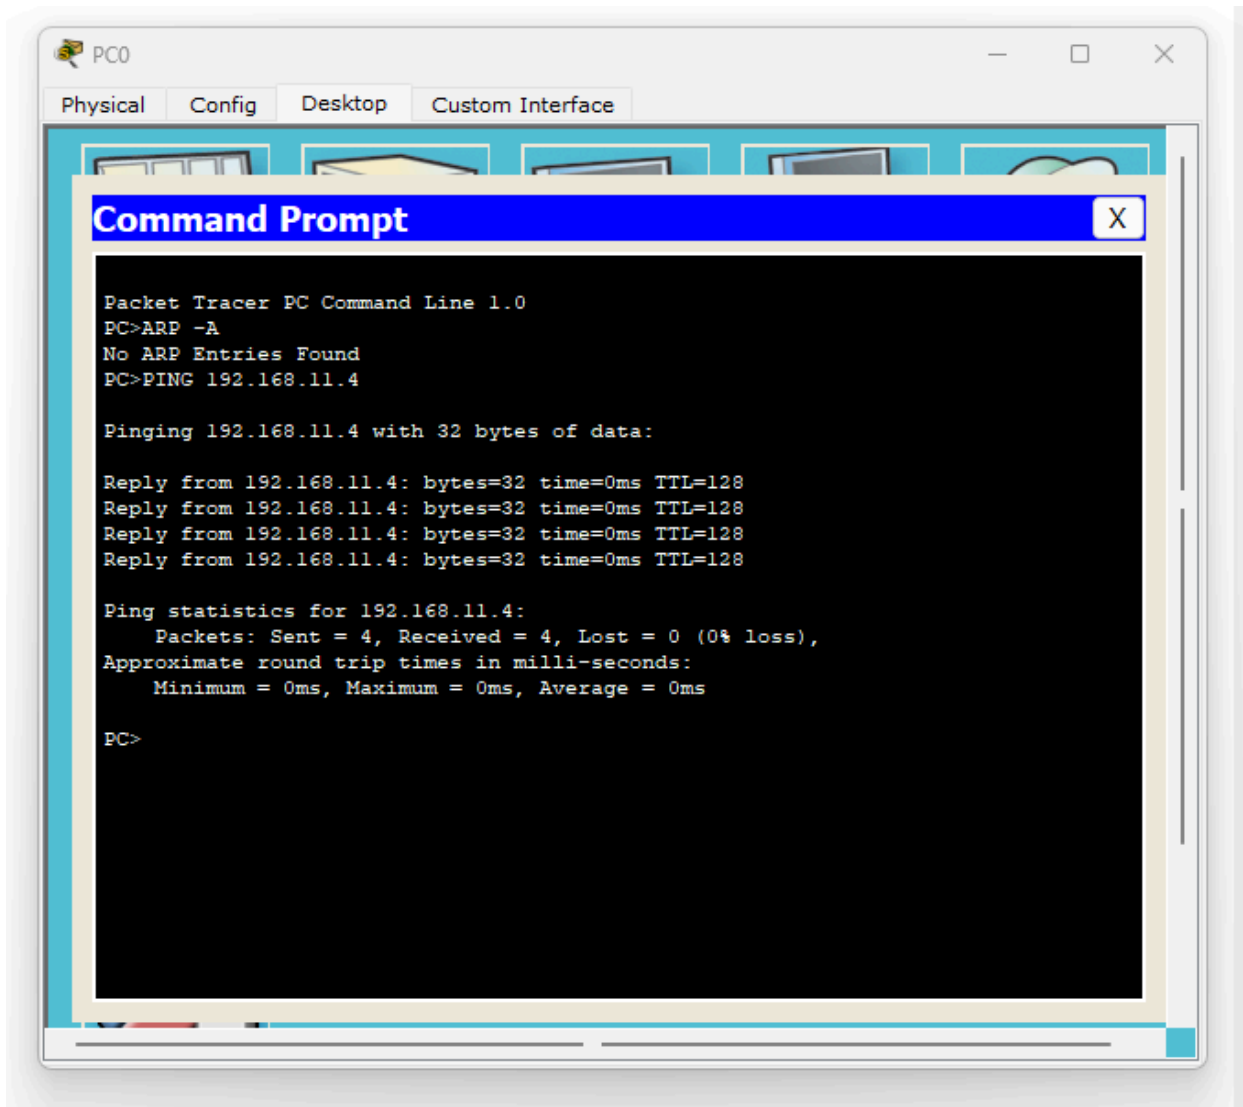 PC0
Physical Config Desktop Custom Interface
Command Prompt
X
Packet Tracer PC Command Line 1.0
PC>ARP -A
No ARP Entries Found
PC>PING 192.168.11.4
Pinging 192.168.11.4 with 32 bytes of data:
Reply from 192.168.11.4: bytes=32 time=0ms TTL=128
Reply from 192.168.11.4: bytes=32 time=0ms TTL=128
Reply from 192.168.11.4: bytes=32 time=0ms TTL=128
Reply from 192.168.11.4: bytes=32 time=0ms TTL=128
Ping statistics for 192.168.11.4:
    Packets: Sent = 4, Received = 4, Lost = 0 (0% loss),
Approximate round trip times in milli-seconds:
    Minimum = 0ms, Maximum = 0ms, Average = 0ms
PC>